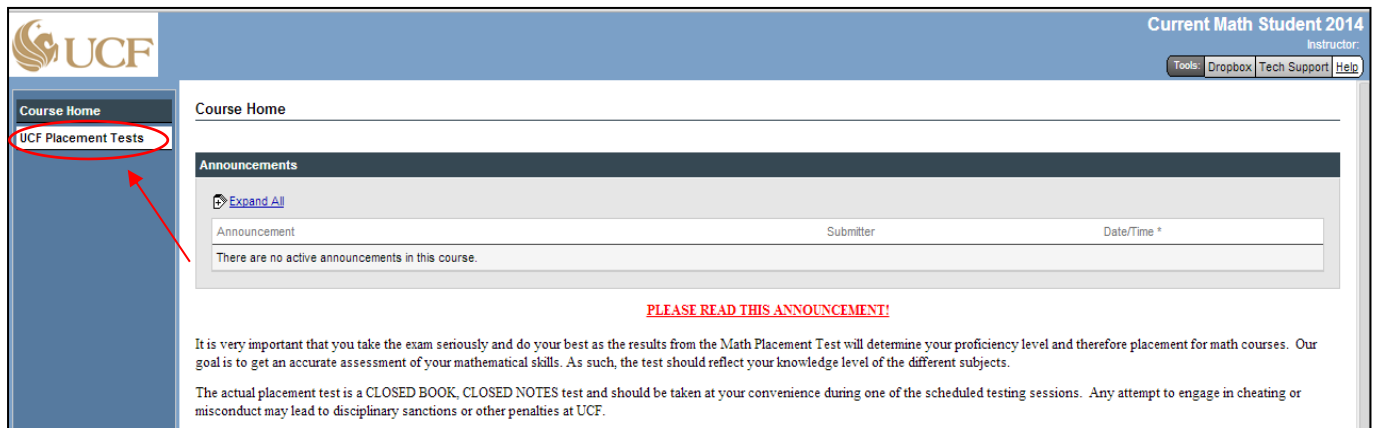 UCF
Current Math Student 2014
Instructor:
Tools: Dropbox Tech Support Help
Course Home
UCF Placement Tests
Course Home
Announcements
Expand All
Announcement Submitter Date/Time *
There are no active announcements in this course.
PLEASE READ THIS ANNOUNCEMENT!
It is very important that you take the exam seriously and do your best as the results from the Math Placement Test will determine your proficiency level and therefore placement for math courses. Our
goal is to get an accurate assessment of your mathematical skills. As such, the test should reflect your knowledge level of the different subjects.
The actual placement test is a CLOSED BOOK, CLOSED NOTES test and should be taken at your convenience during one of the scheduled testing sessions. Any attempt to engage in cheating or
misconduct may lead to disciplinary sanctions or other penalties at UCF.